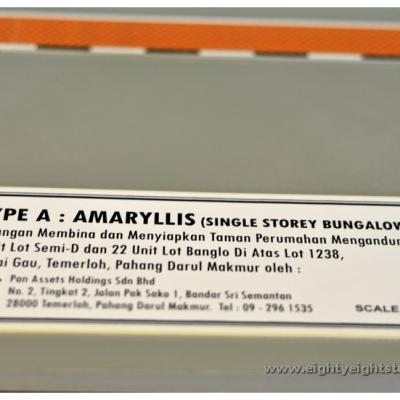 YPE A : AMARYLLIS (SINGLE STOREY BUNGALOW
angan Membina dan Menyiapkan Taman Perumahan Mengandun
it Lot Semi-D dan 22 Unit Lot Banglo Di Atas Lot 1238,
ai Gau, Temerloh, Pahang Darul Makmur oleh :
Pan Assets Holdings Sdn Bhd
No. 2, Tingkat 2, Jalan Pak Sako 1, Bandar Sri Semantan
28000 Temerloh, Pahang Darul Makmur. Tel : 09 - 296 1535
SCALE
www.eightyeightst